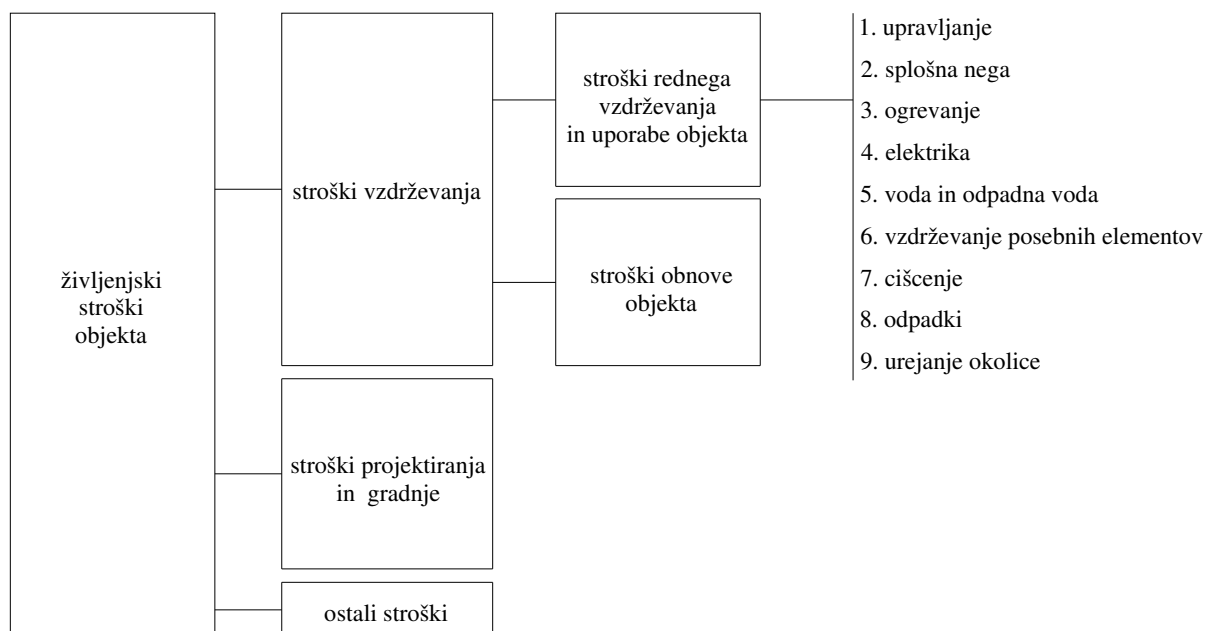 življenjski
stroški
objekta
stroški vzdrževanja
stroški projektiranja
in gradnje
ostali stroški
stroški rednega
vzdrževanja
in uporabe objekta
stroški obnove
objekta
1. upravljanje
2. splošna nega
3. ogrevanje
4. elektrika
5. voda in odpadna voda
6. vzdrževanje posebnih elementov
7. cišcenje
8. odpadki
9. urejanje okolice